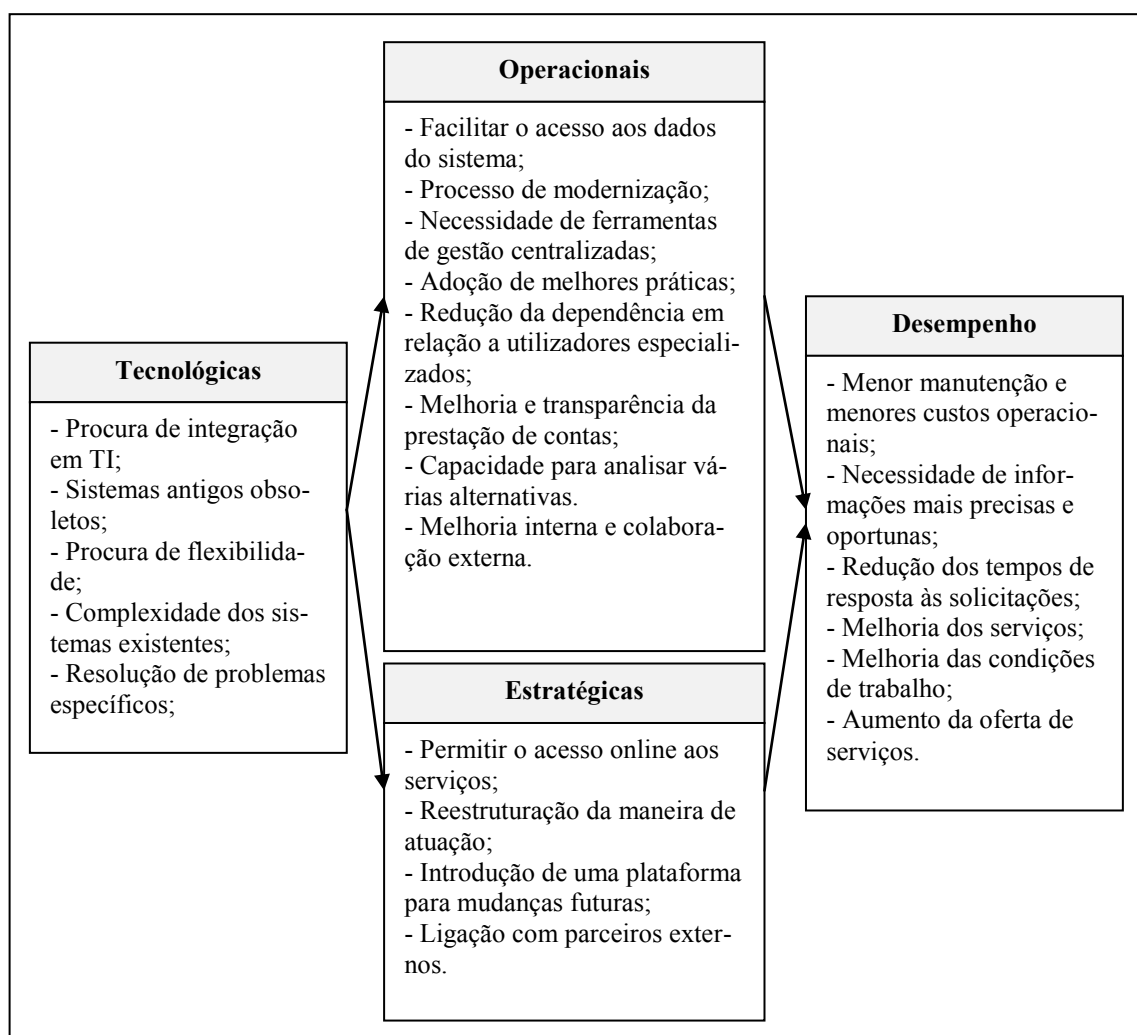 Operacionais
- Facilitar o acesso aos dados
do sistema;
- Processo de modernização;
- Necessidade de ferramentas
de gestão centralizadas;
- Adoção de melhores práticas;
- Redução da dependência em
relação a utilizadores especiali-
zados;
- Melhoria e transparência da
prestação de contas;
- Capacidade para analisar vá-
rias alternativas.
- Melhoria interna e colabora-
ção externa.
Tecnológicas
- Procura de integração
em TI;
- Sistemas antigos obso-
letos;
- Procura de flexibilida-
de;
- Complexidade dos sis-
temas existentes;
- Resolução de problemas
específicos;
Estratégicas
- Permitir o acesso online aos
serviços;
- Reestruturação da maneira de
atuação;
- Introdução de uma plataforma
para mudanças futuras;
- Ligação com parceiros exter-
nos.
Desempenho
- Menor manutenção e
menores custos operacio-
nais;
- Necessidade de infor-
mações mais precisas e
oportunas;
- Redução dos tempos de
resposta às solicitações;
- Melhoria dos serviços;
- Melhoria das condições
de trabalho;
- Aumento da oferta de
serviços.